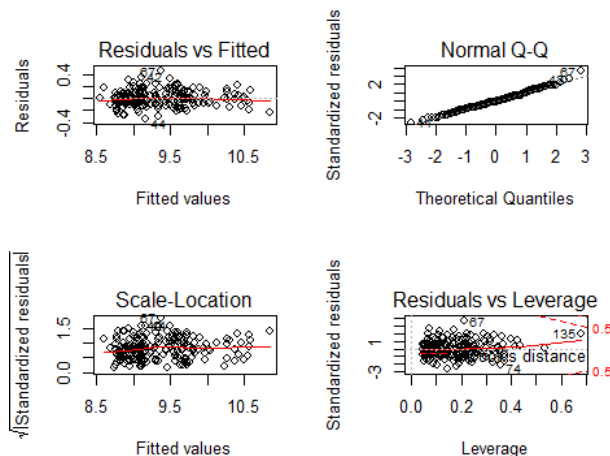 Residuals vs Fitted
Residuals
-0.4 0.4
67
44
8.5 9.5 10.5
Fitted values
Normal Q-Q
Standardized residuals
-2 2
67
-3 -2 -1 0 1 2 3
Theoretical Quantiles
Scale-Location
√|Standardized residuals|
0.0 1.5
67
8.5 9.5 10.5
Fitted values
Residuals vs Leverage
Standardized residuals
-3 1
67
135
74
distance
0.5
0.5
0.0 0.2 0.4 0.6
Leverage